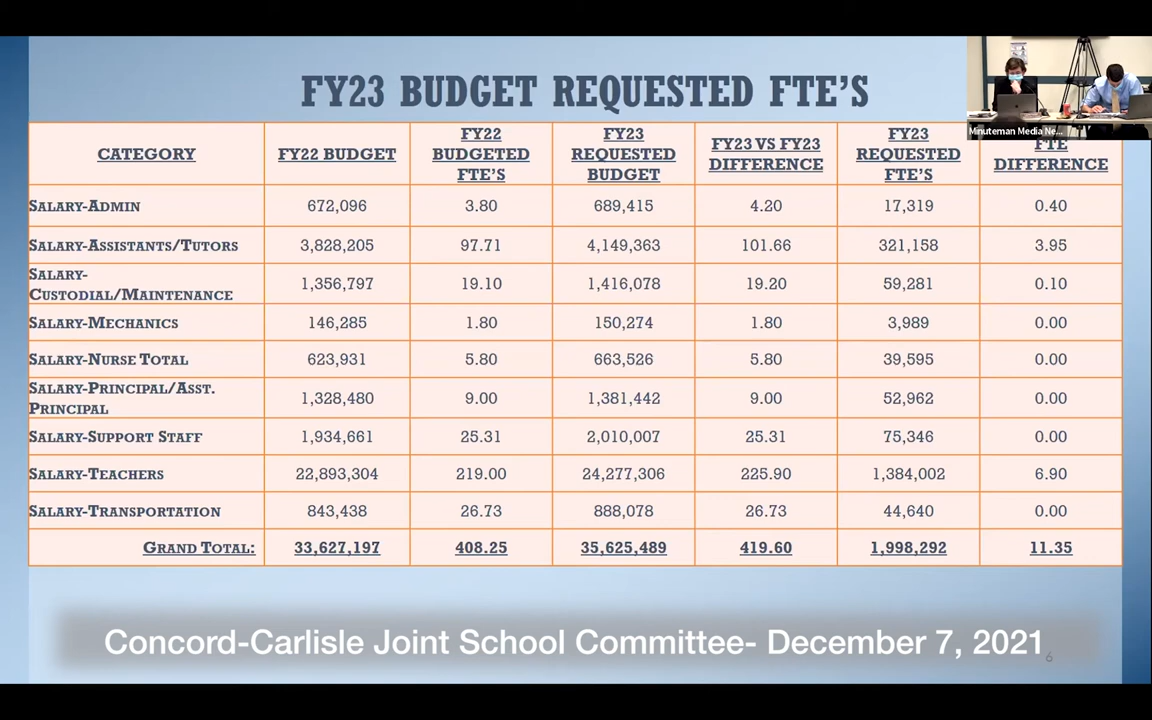 FY23 BUDGET REQUESTED FTE'S
Minuteman Media Ne...
CATEGORY
FY22 BUDGET
FY22
BUDGETED
FTE'S
FY23
REQUESTED
BUDGET
FY23 VS FY23
DIFFERENCE
FY23
REQUESTED
FTE'S
FTE
DIFFERENCE
SALARY-ADMIN 672,096 3.80 689,415 4.20 17,319 0.40
SALARY-ASSISTANTS/TUTORS 3,828,205 97.71 4,149,363 101.66 321,158 3.95
SALARY-
CUSTODIAL/MAINTENANCE 1,356,797 19.10 1,416,078 19.20 59,281 0.10
SALARY-MECHANICS 146,285 1.80 150,274 1.80 3,989 0.00
SALARY-NURSE TOTAL 623,931 5.80 663,526 5.80 39,595 0.00
SALARY-PRINCIPAL/ASST.
PRINCIPAL 1,328,480 9.00 1,381,442 9.00 52,962 0.00
SALARY-SUPPORT STAFF 1,934,661 25.31 2,010,007 25.31 75,346 0.00
SALARY-TEACHERS 22,893,304 219.00 24,277,306 225.90 1,384,002 6.90
SALARY-TRANSPORTATION 843,438 26.73 888,078 26.73 44,640 0.00
GRAND TOTAL: 33,627,197 408.25 35,625,489 419.60 1,998,292 11.35
Concord-Carlisle Joint School Committee- December 7, 2021
6